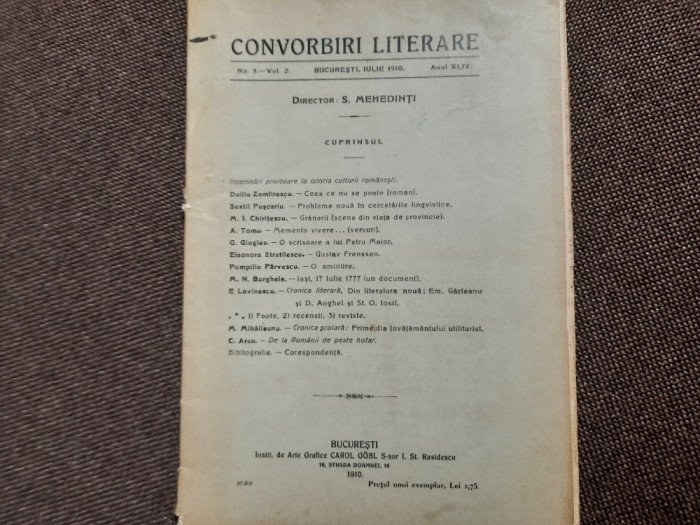 CONVORBIRI LITERARE
No. 3.—Vol. 2. BUCUREŞTI, IULIE 1910. Anul XLIV.
DIRECTOR: S. MEHEDINŢI
CUPRINSUL
Insemnări privitoare la istoria culturii româneşti.
Duiliu Zamfirescu. — Ceea ce nu se poate (roman).
Sextil Puşcariu. — Probleme nouă în cercetările lingvistice.
M. I. Chiriţescu. — Grănarii (scene din viaţa de provincie).
A. Toma. — Memento vivere... (versuri).
G. Giuglea. — O scrisoare a lui Petru Maior.
Eleonora Stratilescu. — Gustav Frenssen.
Pompiliu Pârvescu. — O amintire.
M. N. Burghele. — Iaşi, 17 Iulie 1777 (un document).
E. Lovinescu. — Cronica literară, Din literatura nouă: Em. Gârleanu
şi D. Anghel şi St. O. Iosif.
* * * 1) Fapte, 2) recensii, 3) reviste.
M. Mihăileanu. — Cronica şcolară: Primejdia învăţământului utilitarist.
C. Aran. — De la Românii de peste hotar.
Bibliografie. — Corespondenţă.
BUCUREŞTI
Instit. de Arte Grafice CAROL GÖBL S-sor I. St. Rasidescu
16, STRADA DOAMNEI, 16
1910.
Preţul unui exemplar, Lei 1,75.